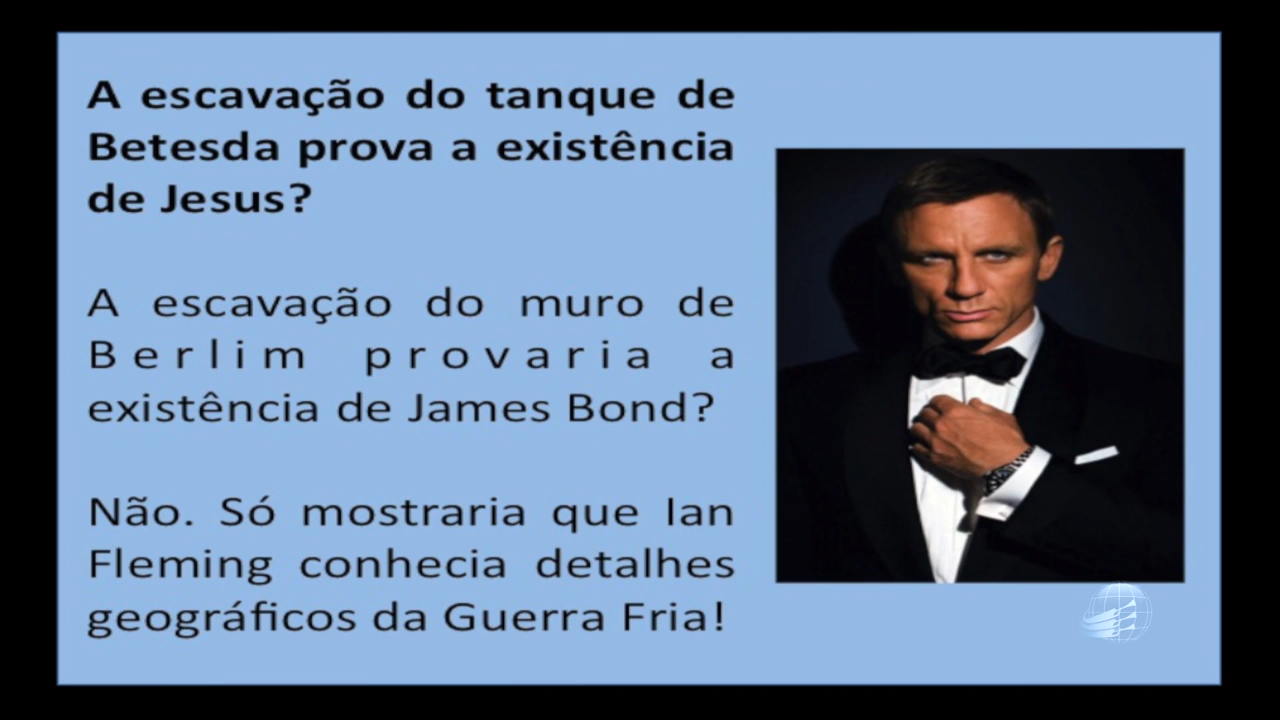 A escavação do tanque de
Betesda prova a existência
de Jesus?
A escavação do muro de
Berlim provaria a
existência de James Bond?
Não. Só mostraria que Ian
Fleming conhecia detalhes
geográficos da Guerra Fria!